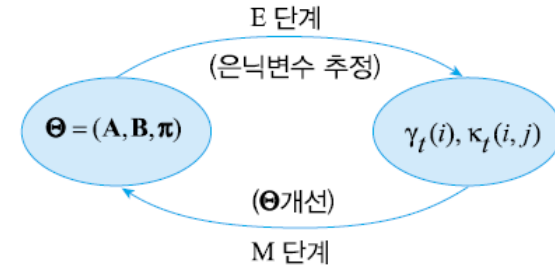 E 단계
(은닉변수 추정)
Θ = (A, B, π)
γt(i), κt(i, j)
(Θ개선)
M 단계